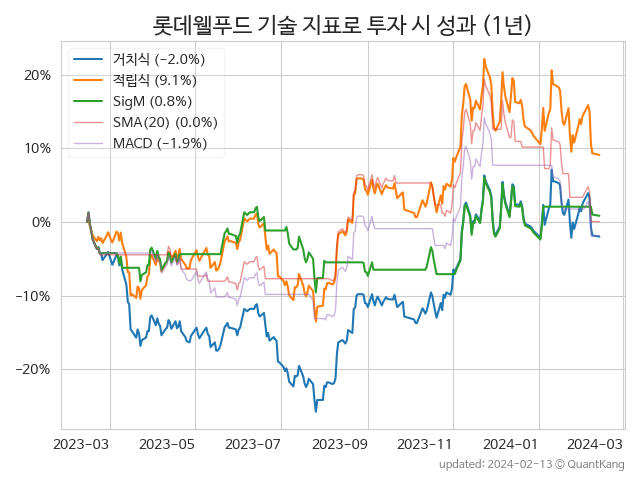 롯데웰푸드 기술 지표로 투자 시 성과 (1년)
거치식 (−2.0%)
적립식 (9.1%)
SigM (0.8%)
SMA(20) (0.0%)
MACD (−1.9%)
20%
10%
0%
−10%
−20%
2023-03 2023-05 2023-07 2023-09 2023-11 2024-01 2024-03
updated: 2024-02-13 ⓒ QuantKang